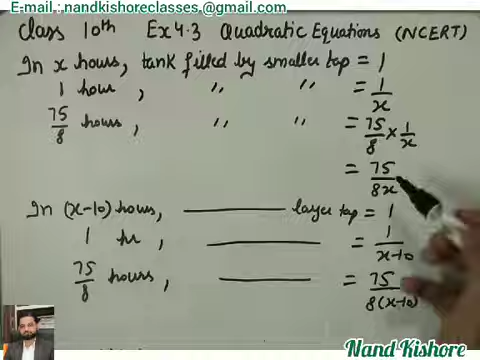 E-mail.:nandkishoreclasses.@gmail.com
Class 10th Ex 4.3 Quadratic Equations (NCERT)
In x hours, tank filled by smaller tap = 1
1 hour, " " = 1/x
75/8 hours, " " = 75/8 × 1/x
= 75/8x
In (x-10) hours, ——— larger tap = 1
1 hr, ——— = 1/x-10
75/8 hours, ——— = 75/8(x-10)
Nand Kishore